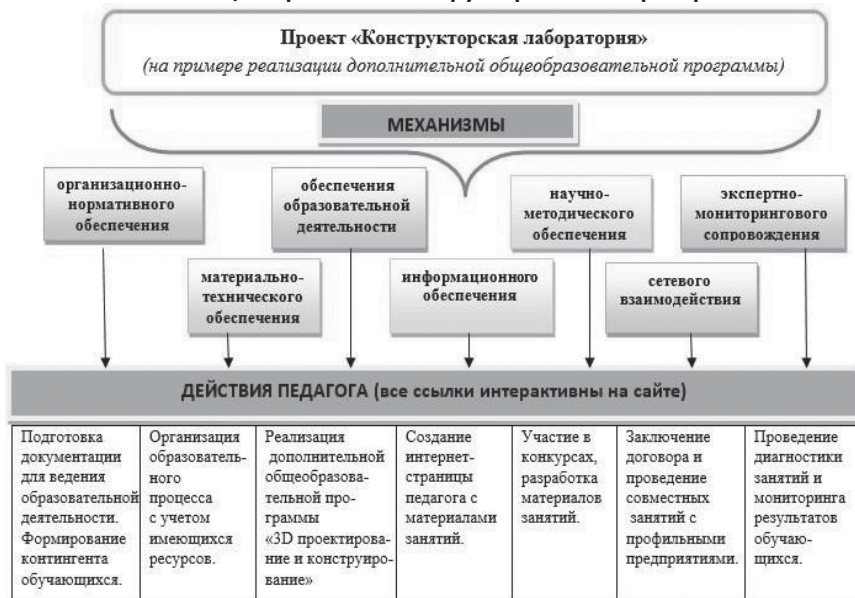 Проект «Конструкторская лаборатория»
(на примере реализации дополнительной общеобразовательной программы)
МЕХАНИЗМЫ
организационно-
нормативного
обеспечения
обеспечения
образовательной
деятельности
научно-
методического
обеспечения
экспертно-
мониторингового
сопровождения
материально-
технического
обеспечения
информационного
обеспечения
сетевого
взаимодействия
ДЕЙСТВИЯ ПЕДАГОГА (все ссылки интерактивны на сайте)
Подготовка
документации
для ведения
образовательной
деятельности.
Формирование
контингента
обучающихся.
Организация
образователь-
ного
процесса
с учетом
имеющихся
ресурсов.
Реализация
дополнительной
общеобразова-
тельной про-
граммы
«3D проектирова-
ние и конструиро-
вание»
Создание
интернет-
страницы
педагога с
материалами
занятий.
Участие в
конкурсах,
разработка
материалов
занятий.
Заключение
договора и
проведение
совместных
занятий с
профильными
предприятиями.
Проведение
диагностики
занятий и
мониторинга
результатов
обучаю-
щихся.